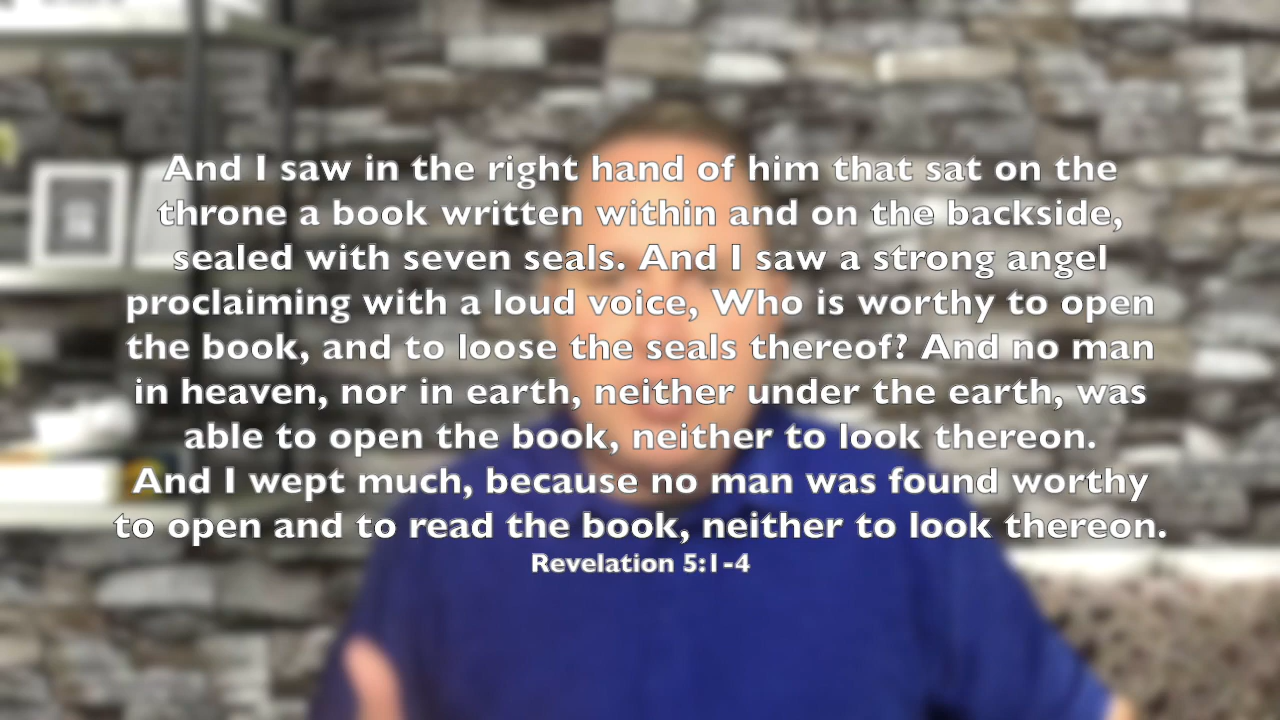 And I saw in the right hand of him that sat on the
throne a book written within and on the backside,
sealed with seven seals. And I saw a strong angel
proclaiming with a loud voice, Who is worthy to open
the book, and to loose the seals thereof? And no man
in heaven, nor in earth, neither under the earth, was
able to open the book, neither to look thereon.
And I wept much, because no man was found worthy
to open and to read the book, neither to look thereon.
Revelation 5:1-4